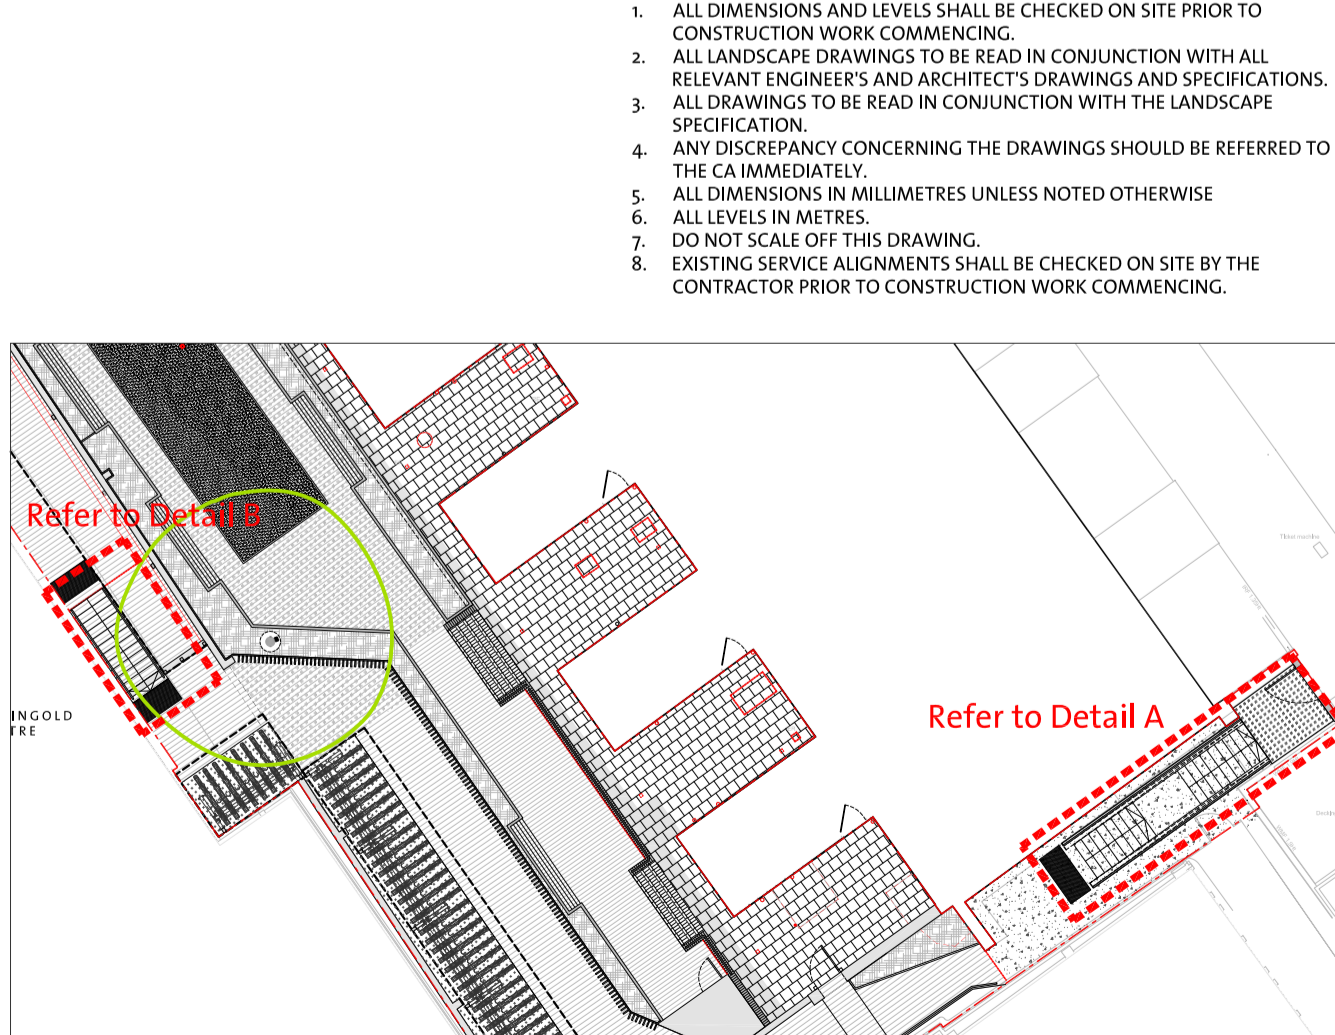 1. ALL DIMENSIONS AND LEVELS SHALL BE CHECKED ON SITE PRIOR TO
CONSTRUCTION WORK COMMENCING.
2. ALL LANDSCAPE DRAWINGS TO BE READ IN CONJUNCTION WITH ALL
RELEVANT ENGINEER'S AND ARCHITECT'S DRAWINGS AND SPECIFICATIONS.
3. ALL DRAWINGS TO BE READ IN CONJUNCTION WITH THE LANDSCAPE
SPECIFICATION.
4. ANY DISCREPANCY CONCERNING THE DRAWINGS SHOULD BE REFERRED TO
THE CA IMMEDIATELY.
5. ALL DIMENSIONS IN MILLIMETRES UNLESS NOTED OTHERWISE
6. ALL LEVELS IN METRES.
7. DO NOT SCALE OFF THIS DRAWING.
8. EXISTING SERVICE ALIGNMENTS SHALL BE CHECKED ON SITE BY THE
CONTRACTOR PRIOR TO CONSTRUCTION WORK COMMENCING.
Refer to Detail B
Ticket machine
INGOLD
TRE
Refer to Detail A